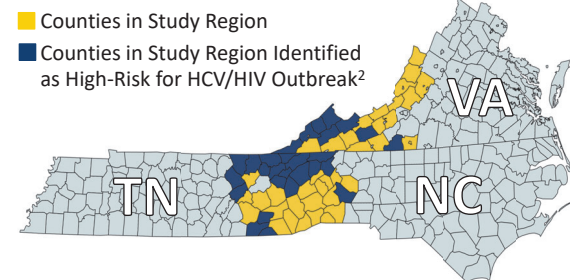 Counties in Study Region
Counties in Study Region Identified
as High-Risk for HCV/HIV Outbreak²
VA
TN
NC